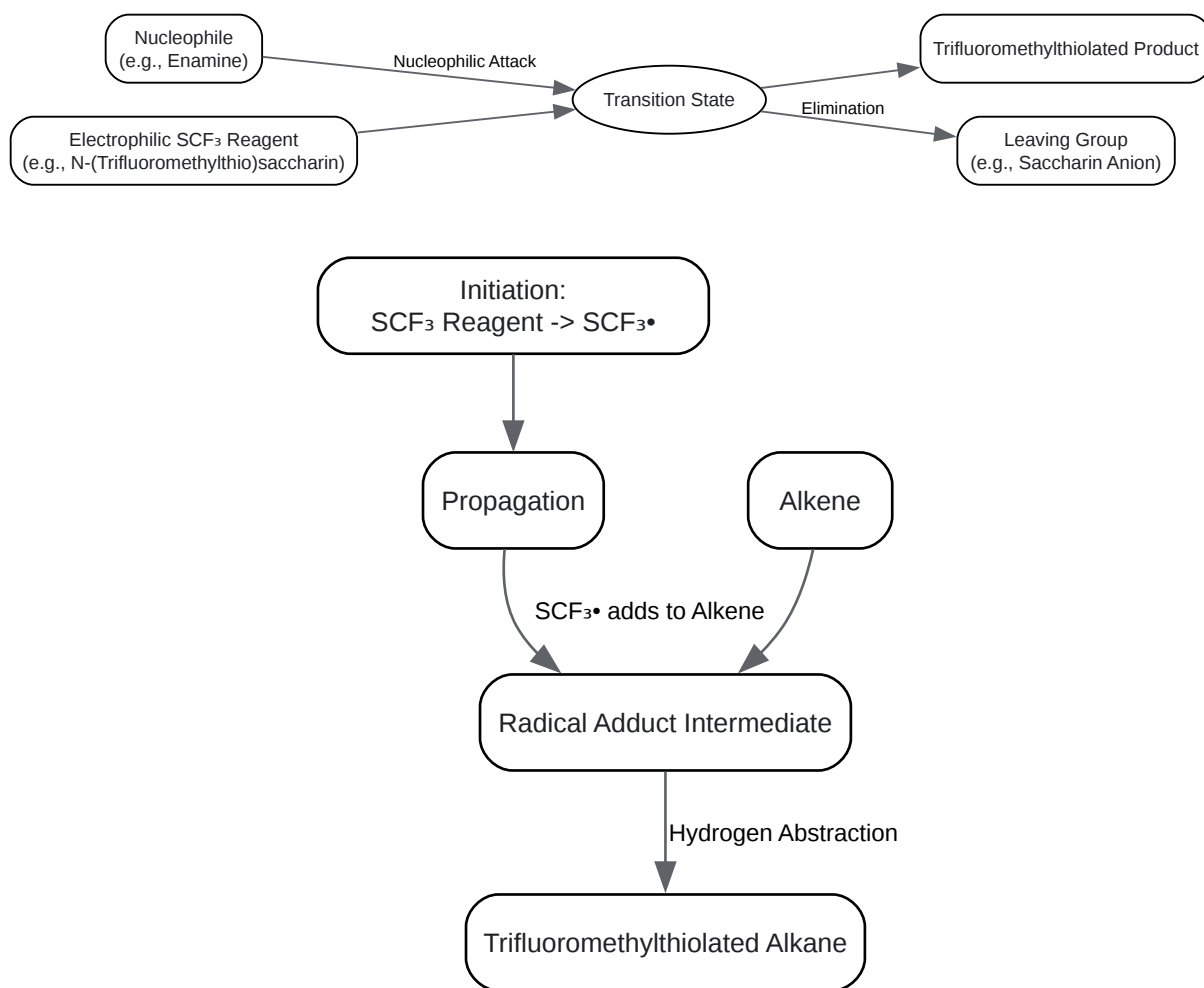 Nucleophile
(e.g., Enamine)
Nucleophilic Attack
Electrophilic SCF₃ Reagent
(e.g., N-(Trifluoromethylthio)saccharin)
Transition State
Trifluoromethylthiolated Product
Elimination
Leaving Group
(e.g., Saccharin Anion)
Initiation:
SCF₃ Reagent -> SCF₃•
Propagation
Alkene
SCF₃• adds to Alkene
Radical Adduct Intermediate
Hydrogen Abstraction
Trifluoromethylthiolated Alkane